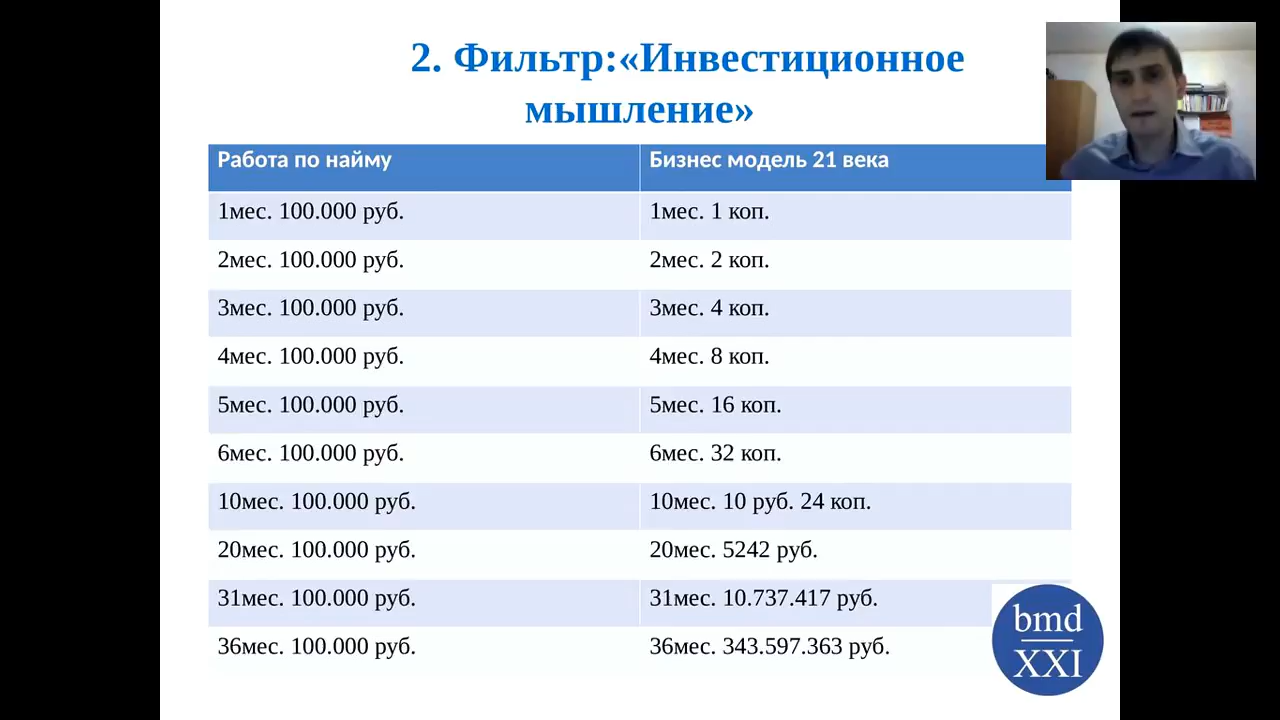 2. Фильтр:«Инвестиционное
мышление»
Работа по найму Бизнес модель 21 века
1мес. 100.000 руб. 1мес. 1 коп.
2мес. 100.000 руб. 2мес. 2 коп.
3мес. 100.000 руб. 3мес. 4 коп.
4мес. 100.000 руб. 4мес. 8 коп.
5мес. 100.000 руб. 5мес. 16 коп.
6мес. 100.000 руб. 6мес. 32 коп.
10мес. 100.000 руб. 10мес. 10 руб. 24 коп.
20мес. 100.000 руб. 20мес. 5242 руб.
31мес. 100.000 руб. 31мес. 10.737.417 руб.
36мес. 100.000 руб. 36мес. 343.597.363 руб.
bmd
XXI